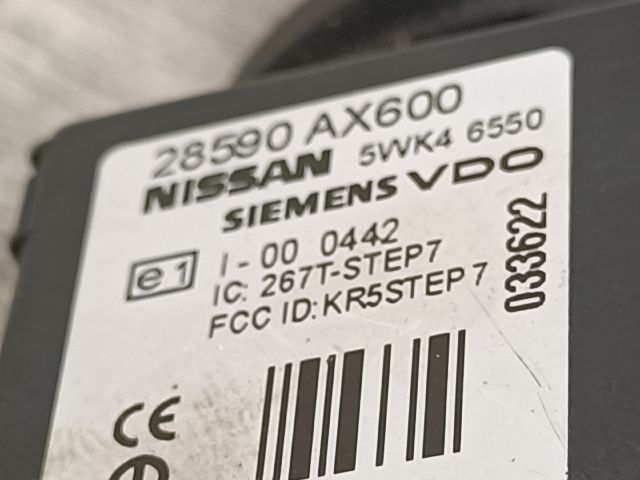 28590 AX600
NISSAN 5WK4 6550
SIEMENS VDO
e1 I - 00 0442
IC: 267T-STEP7
FCC ID: KR5STEP7
033622
CE